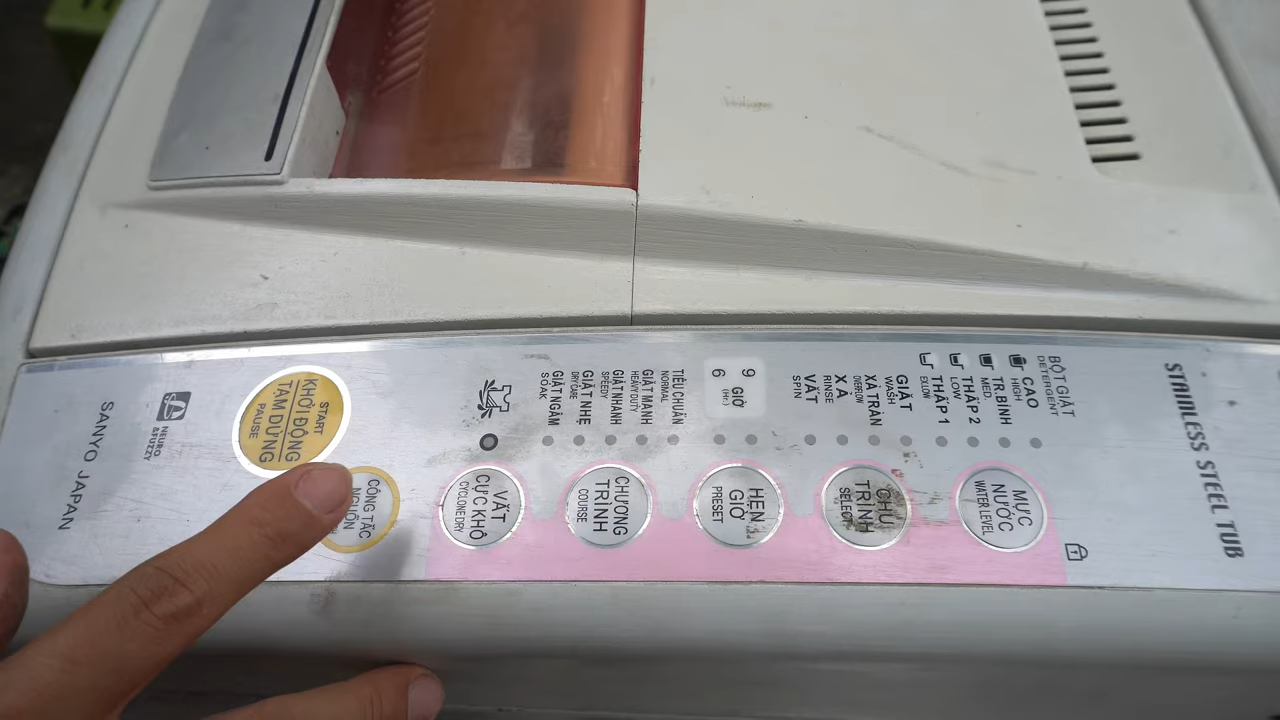 SANYO JAPAN
NEURO
&FUZZY
START
KHỞI ĐỘNG
TẠM DỪNG
PAUSE
CÔNG TẮC
NGUỒN
VẮT
CỰC KHÔ
CYCLONE DRY
GIẶT NGÂM
SOAK
GIẶT NHẸ
DRY CARE
GIẶT NHANH
SPEEDY
GIẶT MẠNH
HEAVY DUTY
TIÊU CHUẨN
NORMAL
CHƯƠNG
TRÌNH
COURSE
9 GIỜ
6 (Hr)
HẸN
GIỜ
PRESET
VẮT
SPIN
XẢ
RINSE
XẢ TRÀN
OVERFLOW
GIẶT
WASH
CHU
TRÌNH
SELECT
THẤP 1
E.LOW
THẤP 2
LOW
TR.BÌNH
MED.
CAO
HIGH
BỘT GIẶT
DETERGENT
MỰC
NƯỚC
WATER LEVEL
STAINLESS STEEL TUB